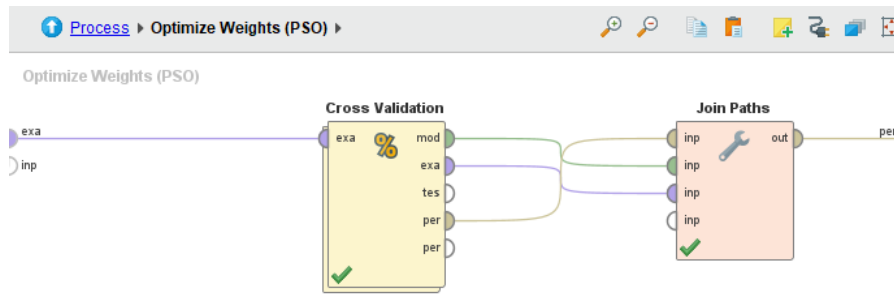 Process ▸ Optimize Weights (PSO) ▸
Optimize Weights (PSO)
Cross Validation
Join Paths
exa
inp
exa
%
mod
exa
tes
per
per
inp
inp
inp
inp
out
per